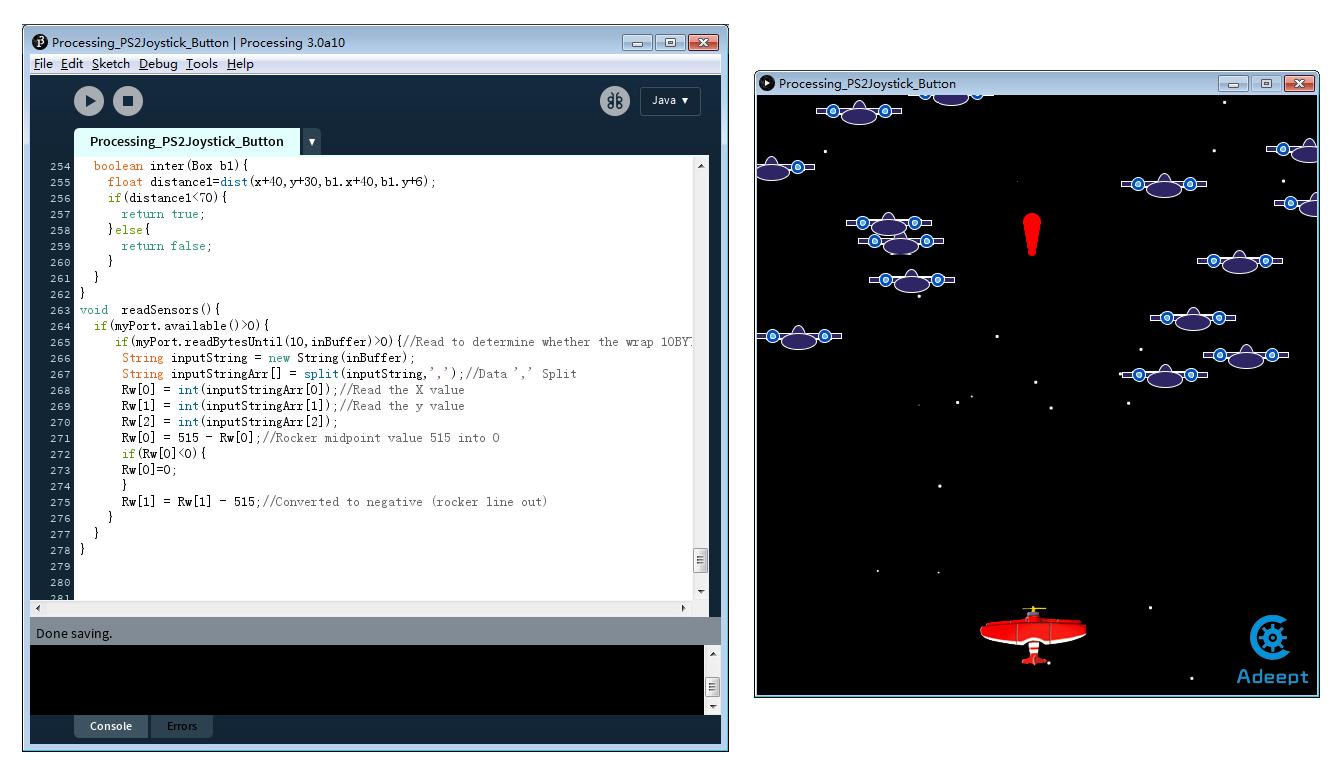 Processing_PS2Joystick_Button | Processing 3.0a10
File Edit Sketch Debug Tools Help
Java ▼
Processing_PS2Joystick_Button ▼
254 boolean inter(Box b1){
255 float distance1=dist(x+40,y+30,b1.x+40,b1.y+6);
256 if(distance1<70){
257 return true;
258 }else{
259 return false;
260 }
261 }
262 }
263 void readSensors(){
264 if(myPort.available()>0){
265 if(myPort.readBytesUntil(10,inBuffer)>0){//Read to determine whether the wrap 10BYT
266 String inputString = new String(inBuffer);
267 String inputStringArr[] = split(inputString,',');//Data ',' Split
268 Rw[0] = int(inputStringArr[0]);//Read the X value
269 Rw[1] = int(inputStringArr[1]);//Read the y value
270 Rw[2] = int(inputStringArr[2]);
271 Rw[0] = 515 - Rw[0];//Rocker midpoint value 515 into 0
272 if(Rw[0]<0){
273 Rw[0]=0;
274 }
275 Rw[1] = Rw[1] - 515;//Converted to negative (rocker line out)
276 }
277 }
278 }
279
280
281
Done saving.
Console Errors
Processing_PS2Joystick_Button
Adeept